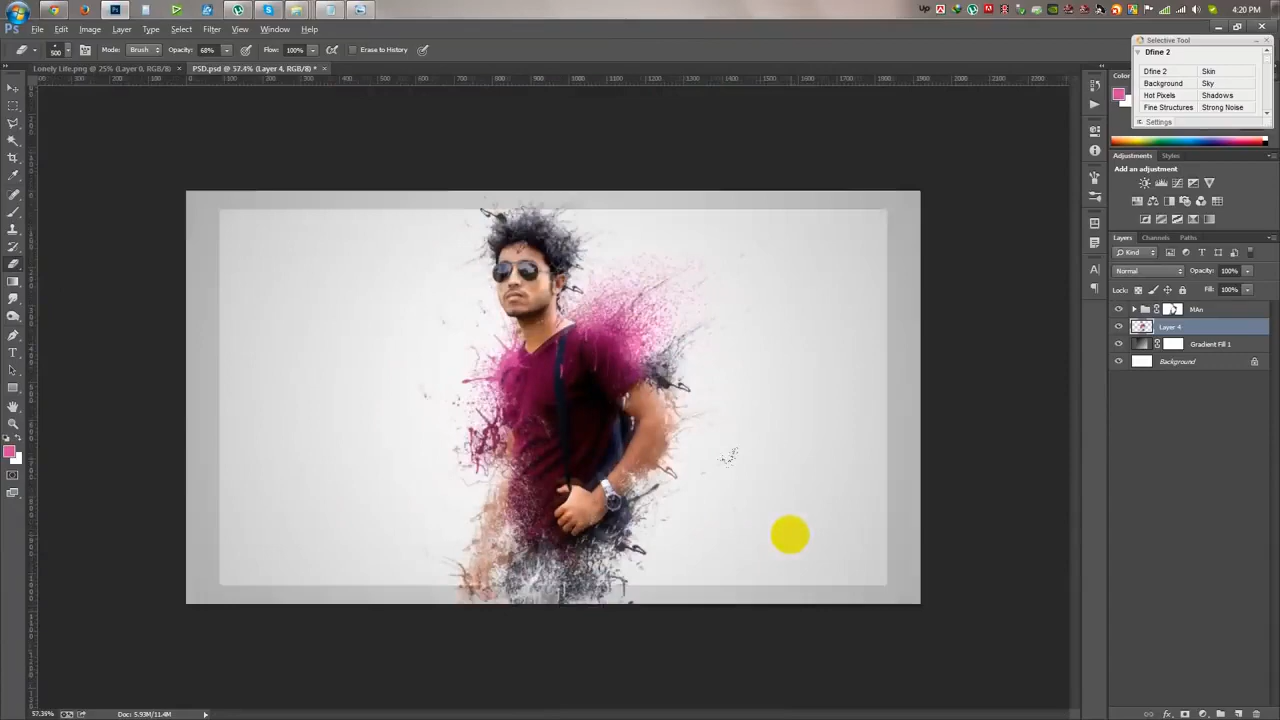 Up
4:20 PM
Ps
File Edit Image Layer Type Select Filter View Window Help
500 Mode: Brush Opacity: 68% Flow: 100% Erase to History
Lonely Life.png @ 25% (Layer 0, RGB/8) × PSD.psd @ 57.4% (Layer 4, RGB/8) * ×
Selective Tool
Dfine 2
Dfine 2 Skin
Background Sky
Hot Pixels Shadows
Fine Structures Strong Noise
Settings
Color
Adjustments Styles
Add an adjustment
Layers Channels Paths
Kind
Normal Opacity: 100%
Lock: Fill: 100%
MAn
Layer 4
Gradient Fill 1
Background
57.39% Doc: 5.93M/11.4M